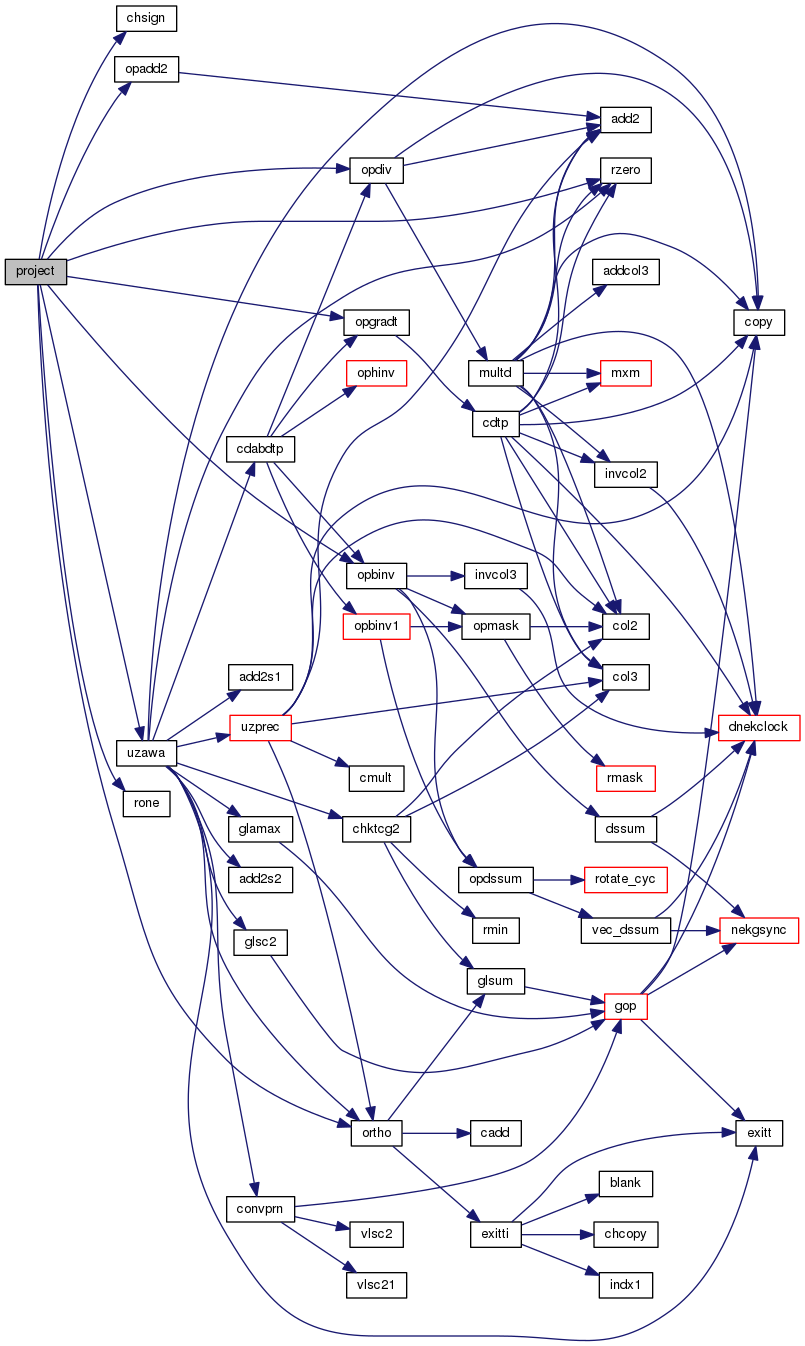 chsign
opadd2
add2
opdiv
rzero
project
addcol3
opgradt
copy
ophinv
multd
mxm
cdtp
cdabdtp
invcol2
opbinv
invcol3
opbinv1
opmask
col2
add2s1
col3
uzprec
dnekclock
uzawa
cmult
rmask
rone
glamax
chktcg2
dssum
add2s2
opdssum
rotate_cyc
rmin
vec_dssum
nekgsync
glsc2
glsum
gop
ortho
cadd
exitt
blank
convprn
vlsc2
exitti
chcopy
vlsc21
indx1